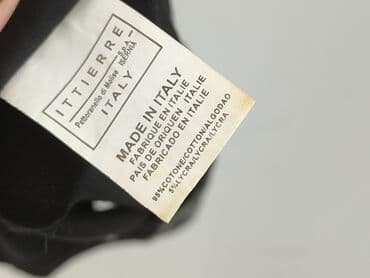 ITTIERRE
S.P.A.
Pettoranello di Molise ISERNIA
ITALY
MADE IN ITALY
FABRIQUE EN ITALIE
PAIS DE ORIQUEN : ITALIE
FABRICADO EN ITALIE
95%COTONE/COTTON/ALGODAO
5%LYCRA/LYCRA/LYCRA